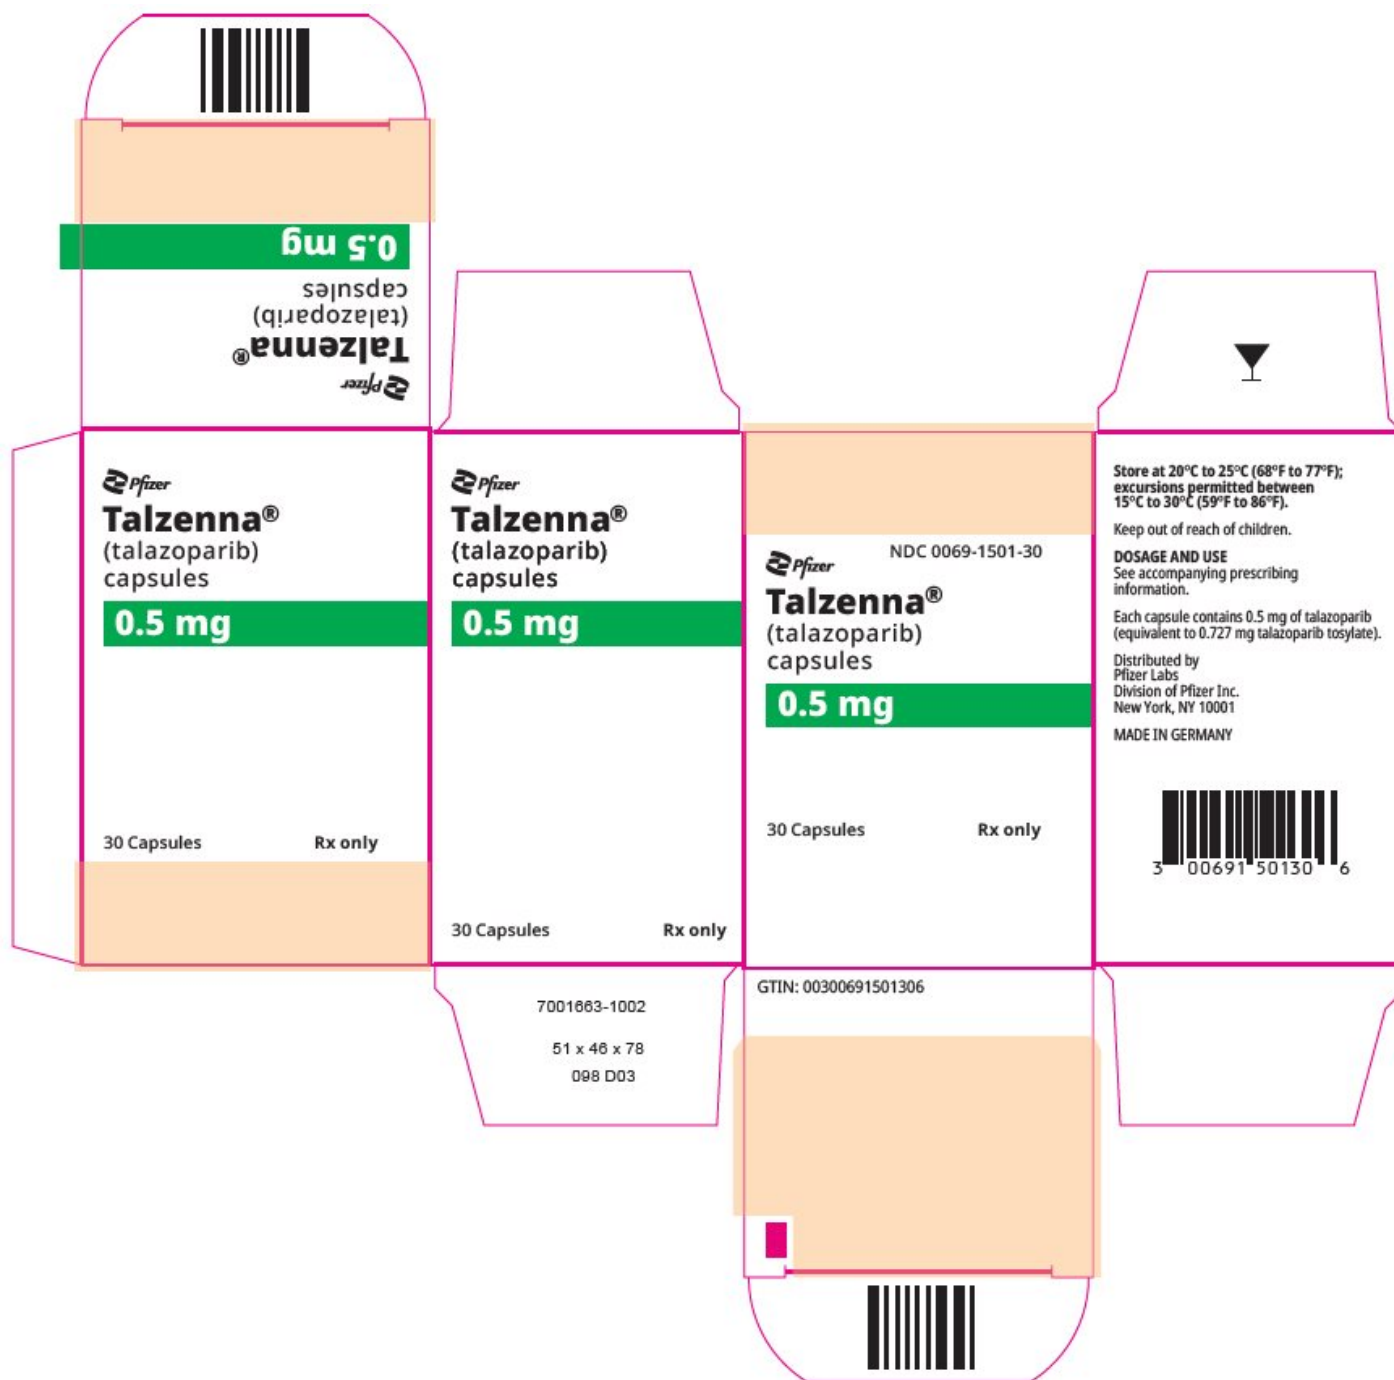 0.5 mg
capsules
(talazoparib)
Talzenna®
Pfizer
Pfizer
Talzenna®
(talazoparib)
capsules
0.5 mg
30 Capsules Rx only
Pfizer
Talzenna®
(talazoparib)
capsules
0.5 mg
30 Capsules Rx only
7001663-1002
51 x 46 x 78
098 D03
NDC 0069-1501-30
Pfizer
Talzenna®
(talazoparib)
capsules
0.5 mg
30 Capsules Rx only
GTIN: 00300691501306
Store at 20°C to 25°C (68°F to 77°F);
excursions permitted between
15°C to 30°C (59°F to 86°F).
Keep out of reach of children.
DOSAGE AND USE
See accompanying prescribing
information.
Each capsule contains 0.5 mg of talazoparib
(equivalent to 0.727 mg talazoparib tosylate).
Distributed by
Pfizer Labs
Division of Pfizer Inc.
New York, NY 10001
MADE IN GERMANY
3 00691 50130 6